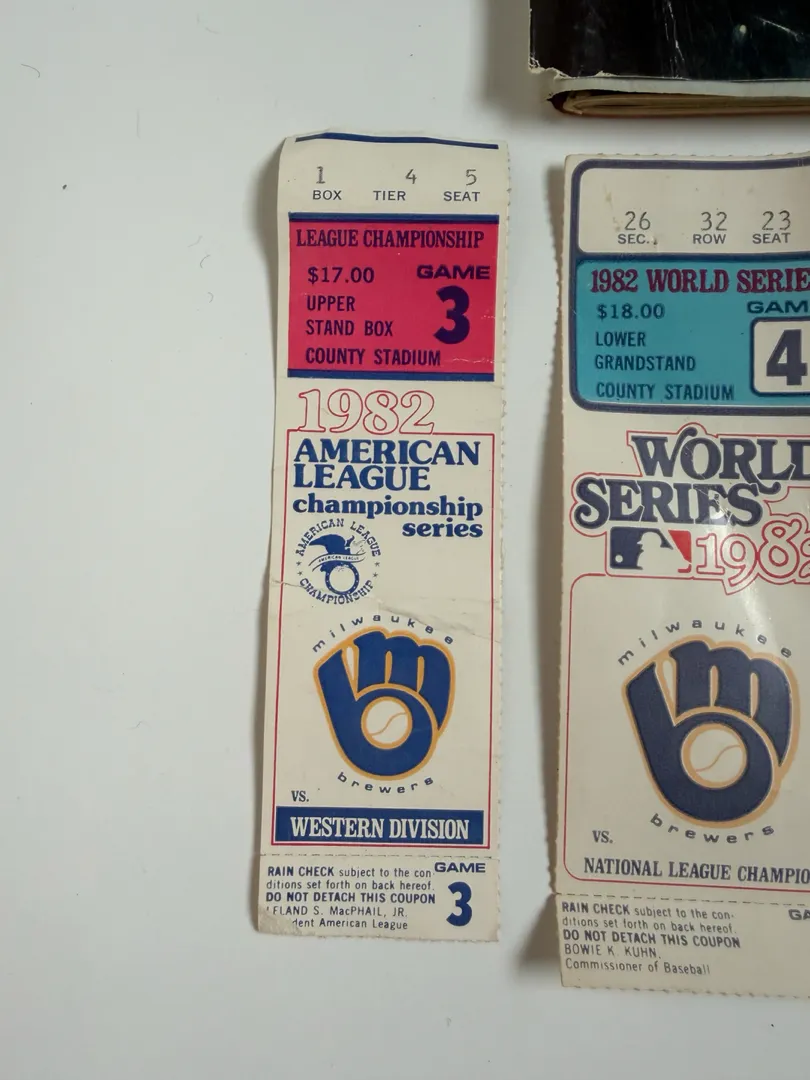 1 4 5
BOX TIER SEAT
LEAGUE CHAMPIONSHIP
$17.00 GAME
UPPER 3
STAND BOX
COUNTY STADIUM
1982
AMERICAN
LEAGUE
championship
series
AMERICAN LEAGUE
AMERICAN LEAGUE
CHAMPIONSHIP
milwaukee
brewers
VS.
WESTERN DIVISION
RAIN CHECK subject to the con-
ditions set forth on back hereof.
DO NOT DETACH THIS COUPON
LELAND S. MacPHAIL, JR.
American League
GAME
3
26 32 23
SEC. ROW SEAT
1982 WORLD SERIE
$18.00 GAM
LOWER 4
GRANDSTAND
COUNTY STADIUM
WORLD
SERIES
1982
milwaukee
brewers
VS.
NATIONAL LEAGUE CHAMPIO
RAIN CHECK subject to the con-
ditions set forth on back hereof.
DO NOT DETACH THIS COUPON
BOWIE K. KUHN,
Commissioner of Baseball
GA